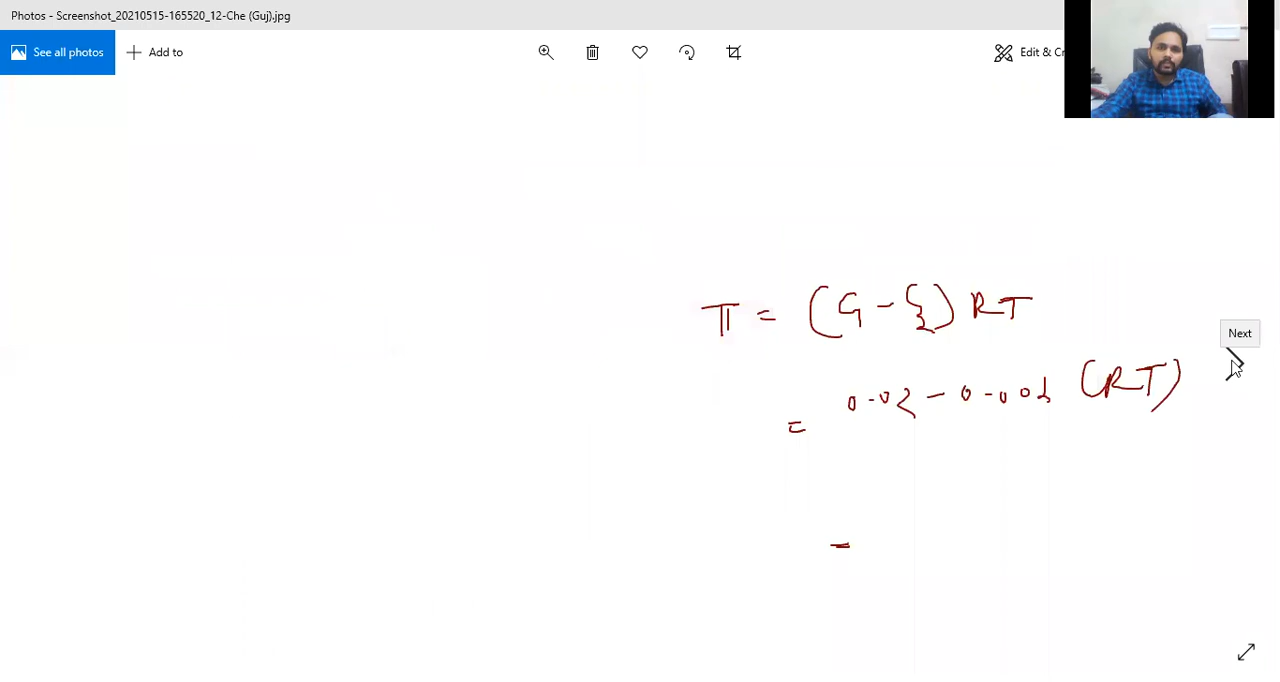 Photos - Screenshot_20210515-165520_12-Che (Guj).jpg
See all photos
Add to
Edit & Cr
Next
π = (C₁ - C₂) RT
= 0.02 - 0.002 (RT)
=